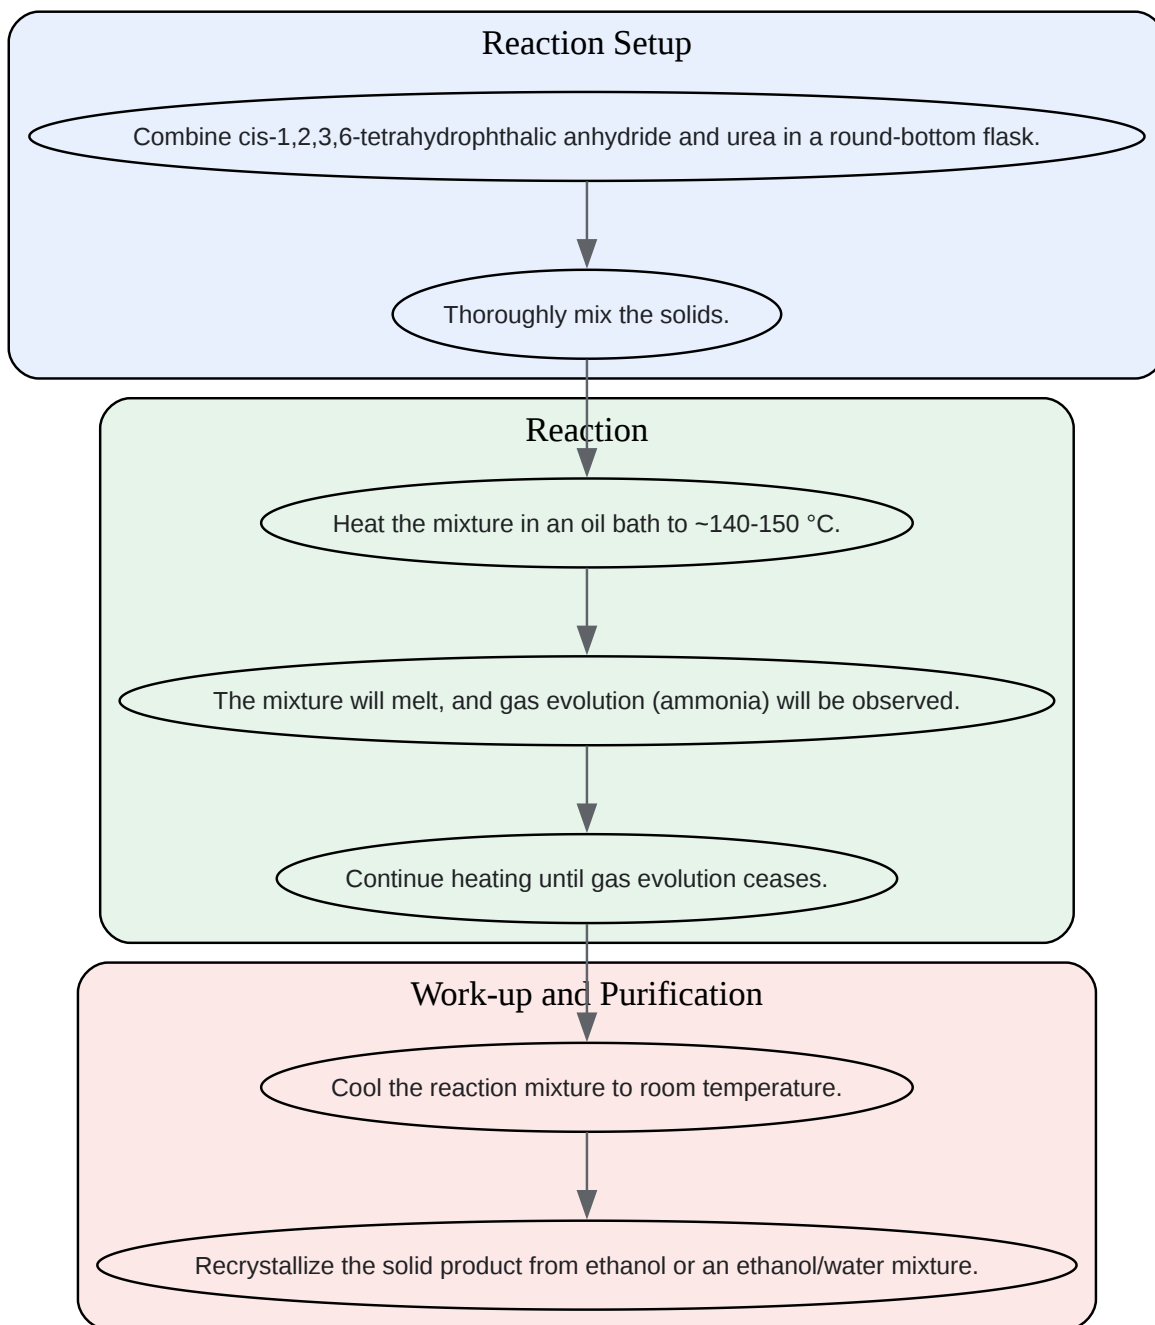 Reaction Setup
Combine cis-1,2,3,6-tetrahydrophthalic anhydride and urea in a round-bottom flask.
Thoroughly mix the solids.
Reaction
Heat the mixture in an oil bath to ~140-150 °C.
The mixture will melt, and gas evolution (ammonia) will be observed.
Continue heating until gas evolution ceases.
Work-up and Purification
Cool the reaction mixture to room temperature.
Recrystallize the solid product from ethanol or an ethanol/water mixture.